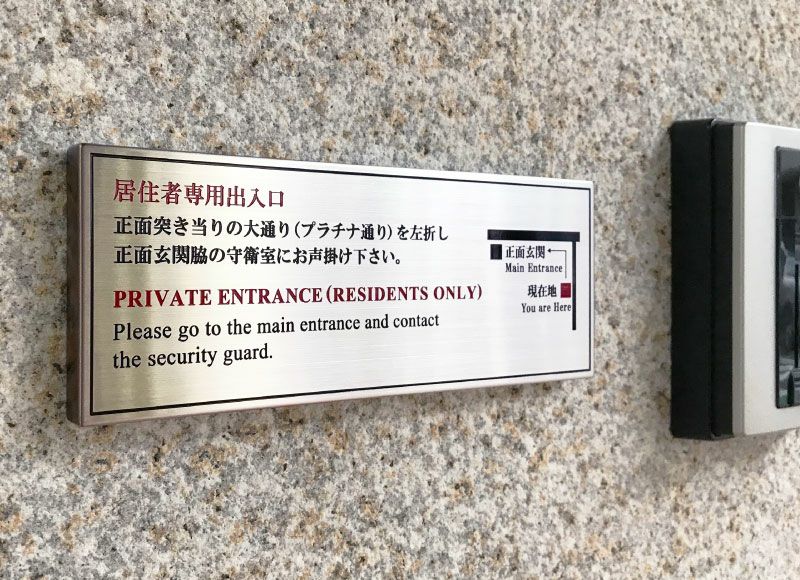 居住者専用出入口
正面突き当りの大通り(プラチナ通り)を左折し
正面玄関脇の守衛室にお声掛け下さい。
PRIVATE ENTRANCE (RESIDENTS ONLY)
Please go to the main entrance and contact
the security guard.
正面玄関
Main Entrance
現在地
You are Here